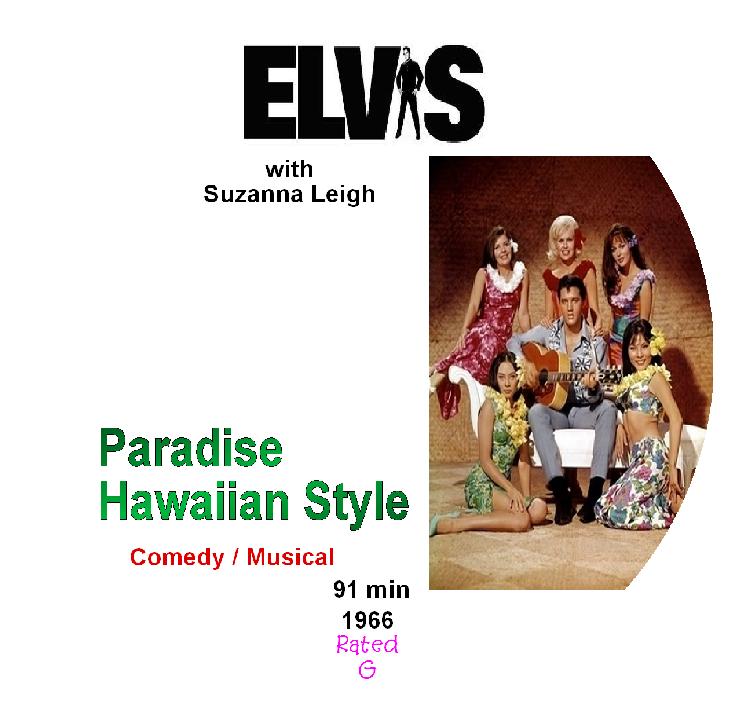 ELVIS
with
Suzanna Leigh
Paradise
Hawaiian Style
Comedy / Musical
91 min
1966
Rated
G